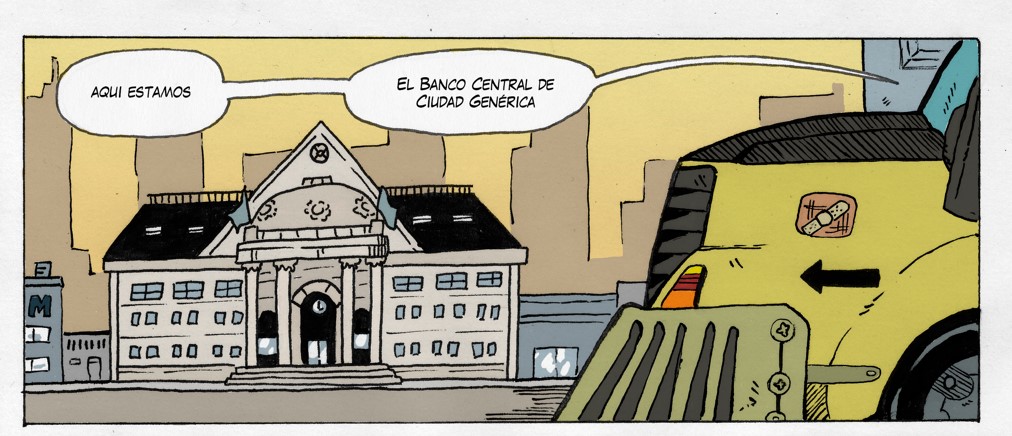 AQUI ESTAMOS
EL BANCO CENTRAL DE
CIUDAD GENÉRICA
M